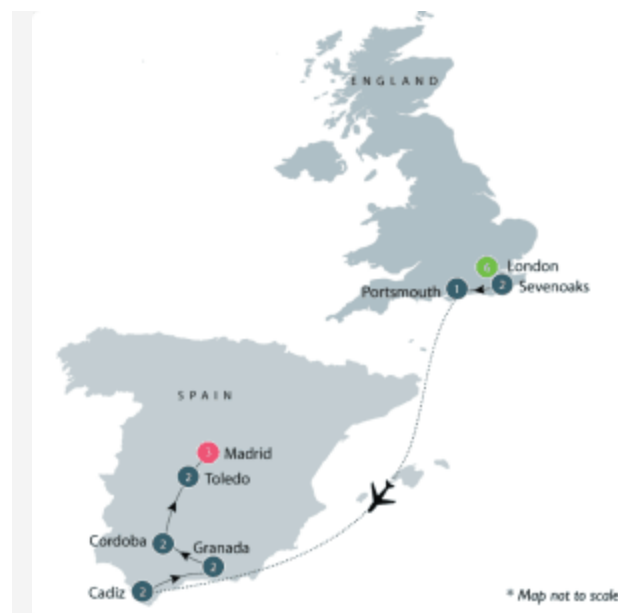 ENGLAND
6 London
Portsmouth 1 2 Sevenoaks
SPAIN
3 Madrid
2 Toledo
Cordoba 2
Granada
2
Cadiz 2
* Map not to scale